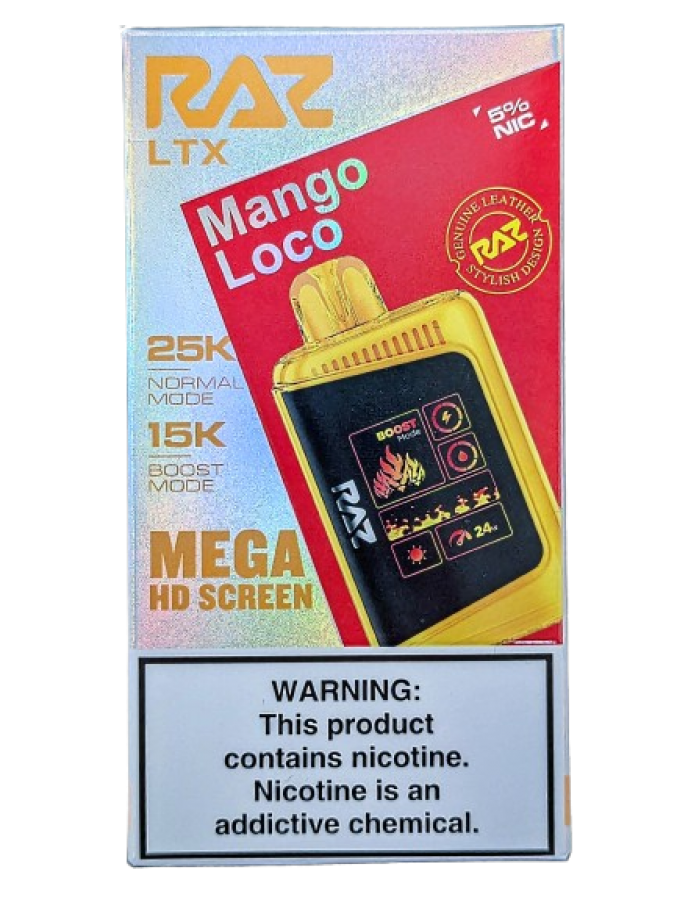 RAZ
LTX
5%
NIC
Mango
Loco
GENUINE LEATHER
RAZ
STYLISH DESIGN
25K
NORMAL
MODE
15K
BOOST
MODE
BOOST
Mode
RAZ
24W
MEGA
HD SCREEN
WARNING:
This product
contains nicotine.
Nicotine is an
addictive chemical.